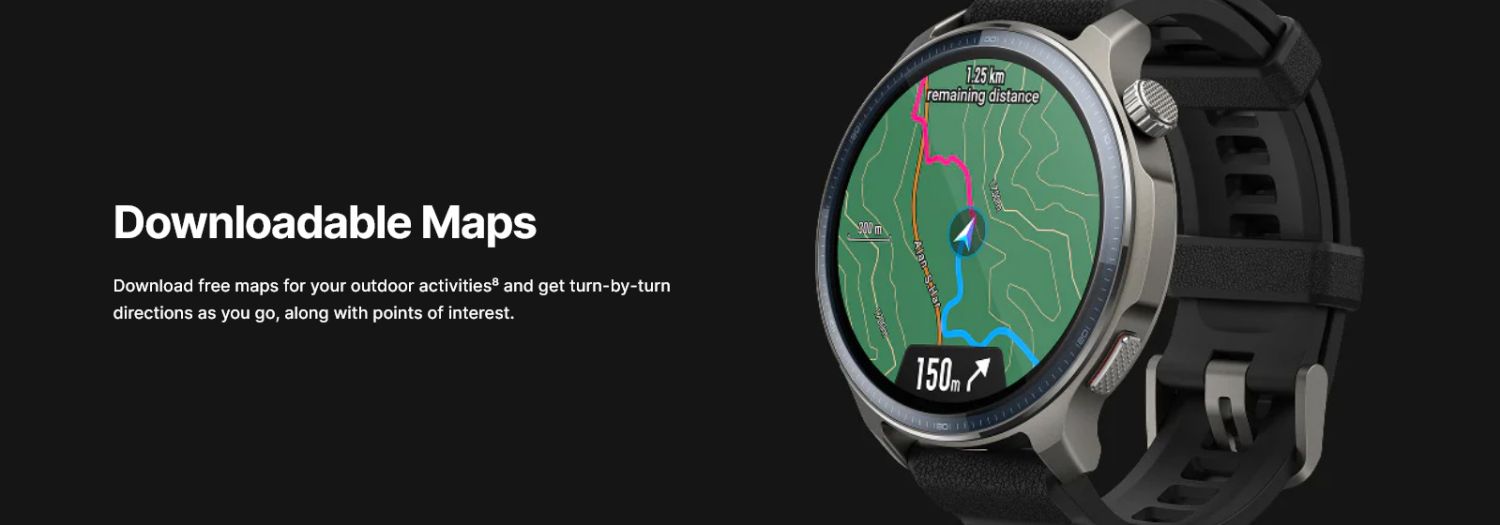 Downloadable Maps
Download free maps for your outdoor activities⁸ and get turn-by-turn
directions as you go, along with points of interest.
1.25 km
remaining distance
300 m
150m